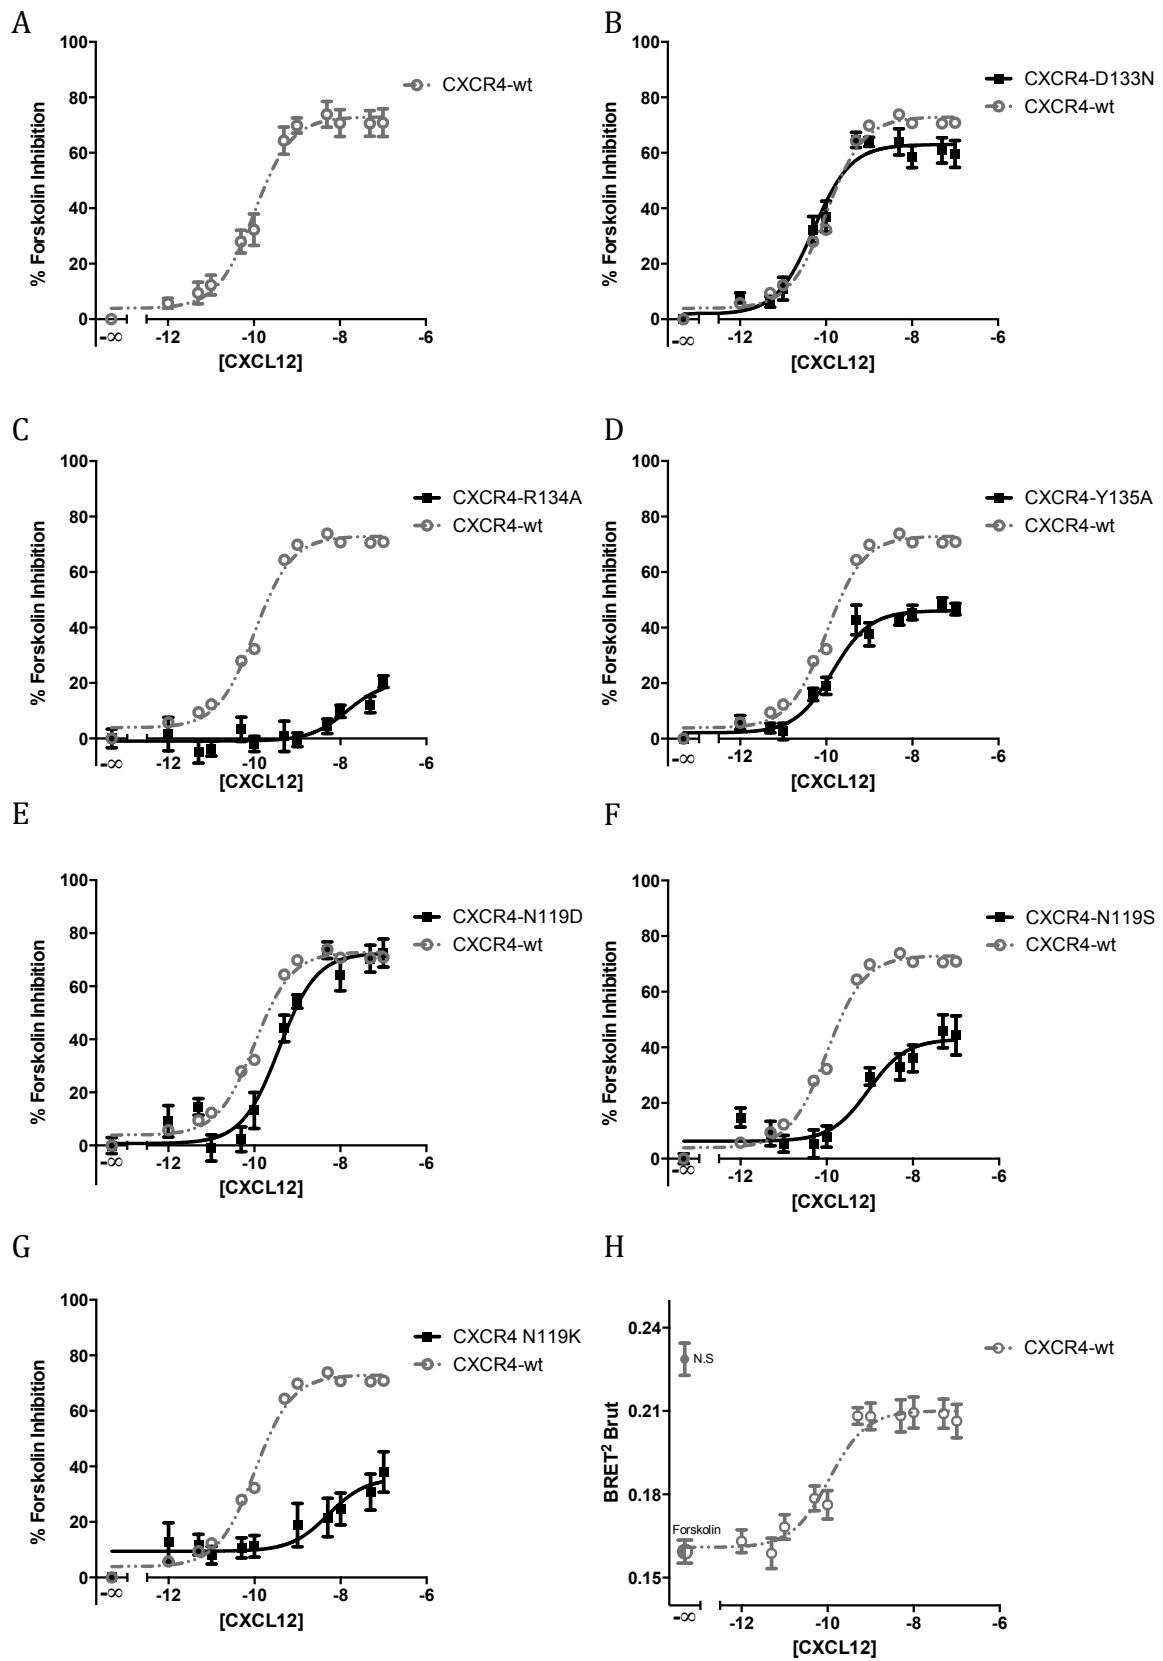 A
100
80
60
40
20
0
% Forskolin Inhibition
CXCR4-wt
-∞
-12
-10
-8
-6
[CXCL12]
B
100
80
60
40
20
0
% Forskolin Inhibition
CXCR4-D133N
CXCR4-wt
-∞
-12
-10
-8
-6
[CXCL12]
C
100
80
60
40
20
0
% Forskolin Inhibition
CXCR4-R134A
CXCR4-wt
-∞
-12
-10
-8
-6
[CXCL12]
D
100
80
60
40
20
0
% Forskolin Inhibition
CXCR4-Y135A
CXCR4-wt
-∞
-12
-10
-8
-6
[CXCL12]
E
100
80
60
40
20
0
% Forskolin Inhibition
CXCR4-N119D
CXCR4-wt
-∞
-12
-10
-8
-6
[CXCL12]
F
100
80
60
40
20
0
% Forskolin Inhibition
CXCR4-N119S
CXCR4-wt
-∞
-12
-10
-8
-6
[CXCL12]
G
100
80
60
40
20
0
% Forskolin Inhibition
CXCR4 N119K
CXCR4-wt
-∞
-12
-10
-8
-6
[CXCL12]
H
0.24
0.21
0.18
0.15
BRET² Brut
N.S
Forskolin
CXCR4-wt
-∞
-12
-10
-8
-6
[CXCL12]